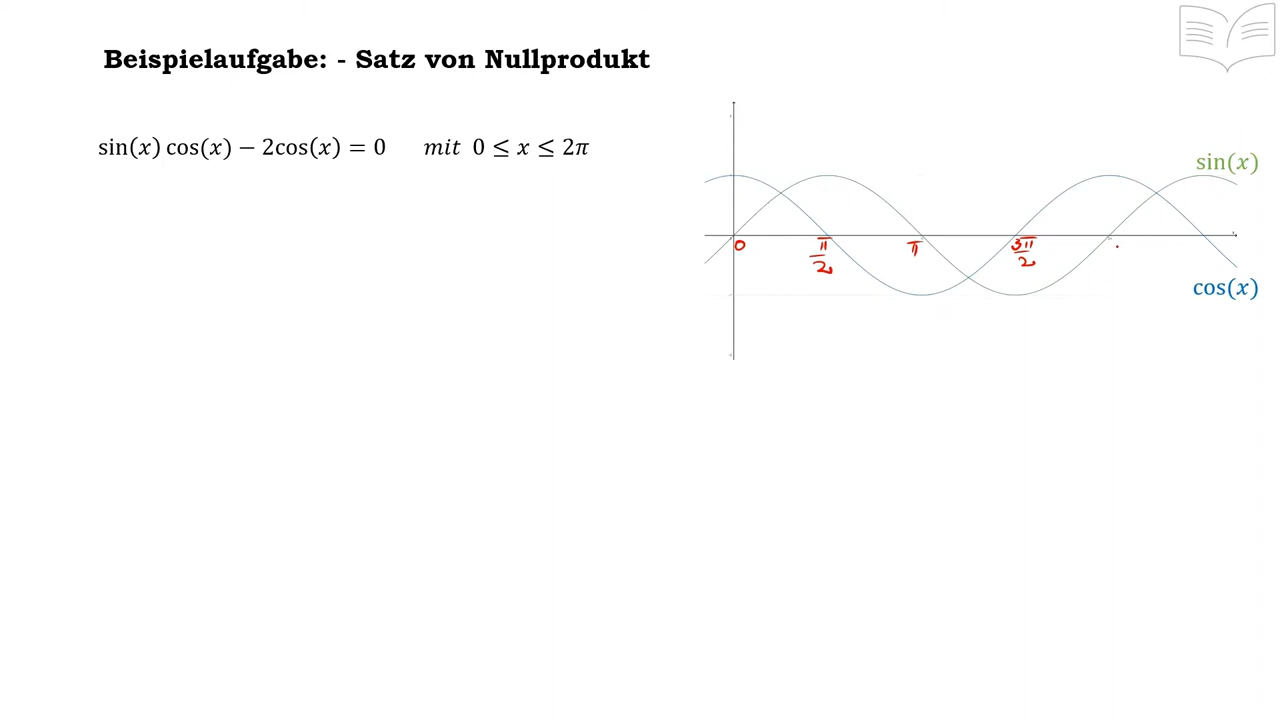 Beispielaufgabe: - Satz von Nullprodukt
sin(x) cos(x) − 2cos(x) = 0 mit 0 ≤ x ≤ 2π
sin(x)
0 π/2 π 3π/2
cos(x)